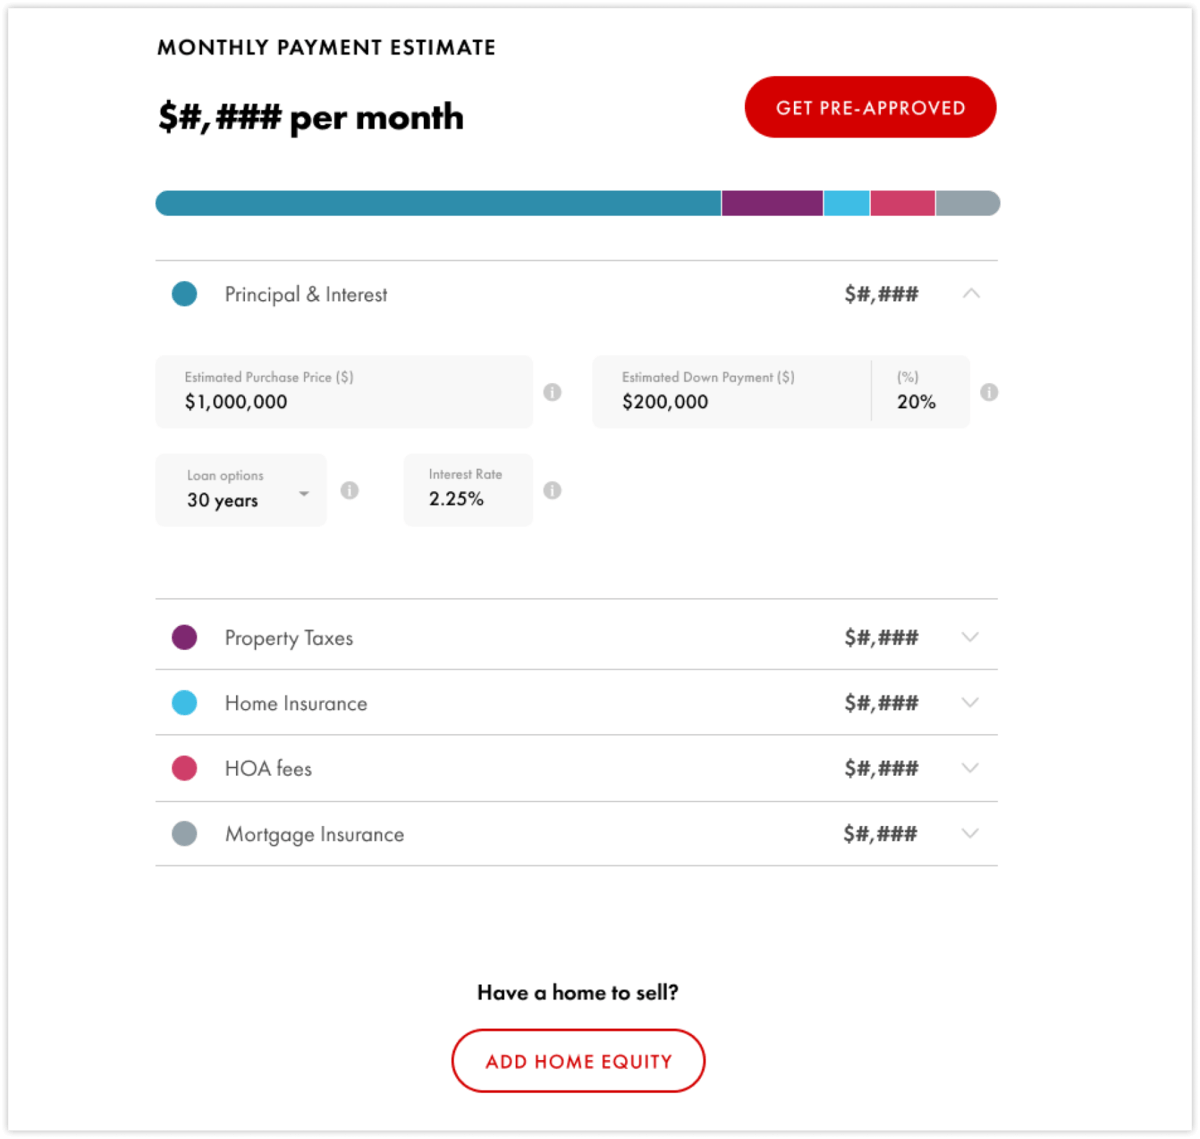 MONTHLY PAYMENT ESTIMATE
$#,### per month
GET PRE-APPROVED
Principal & Interest $#,###
Estimated Purchase Price ($)
$1,000,000
Estimated Down Payment ($) (%)
$200,000 20%
Loan options
30 years
Interest Rate
2.25%
Property Taxes $#,###
Home Insurance $#,###
HOA fees $#,###
Mortgage Insurance $#,###
Have a home to sell?
ADD HOME EQUITY